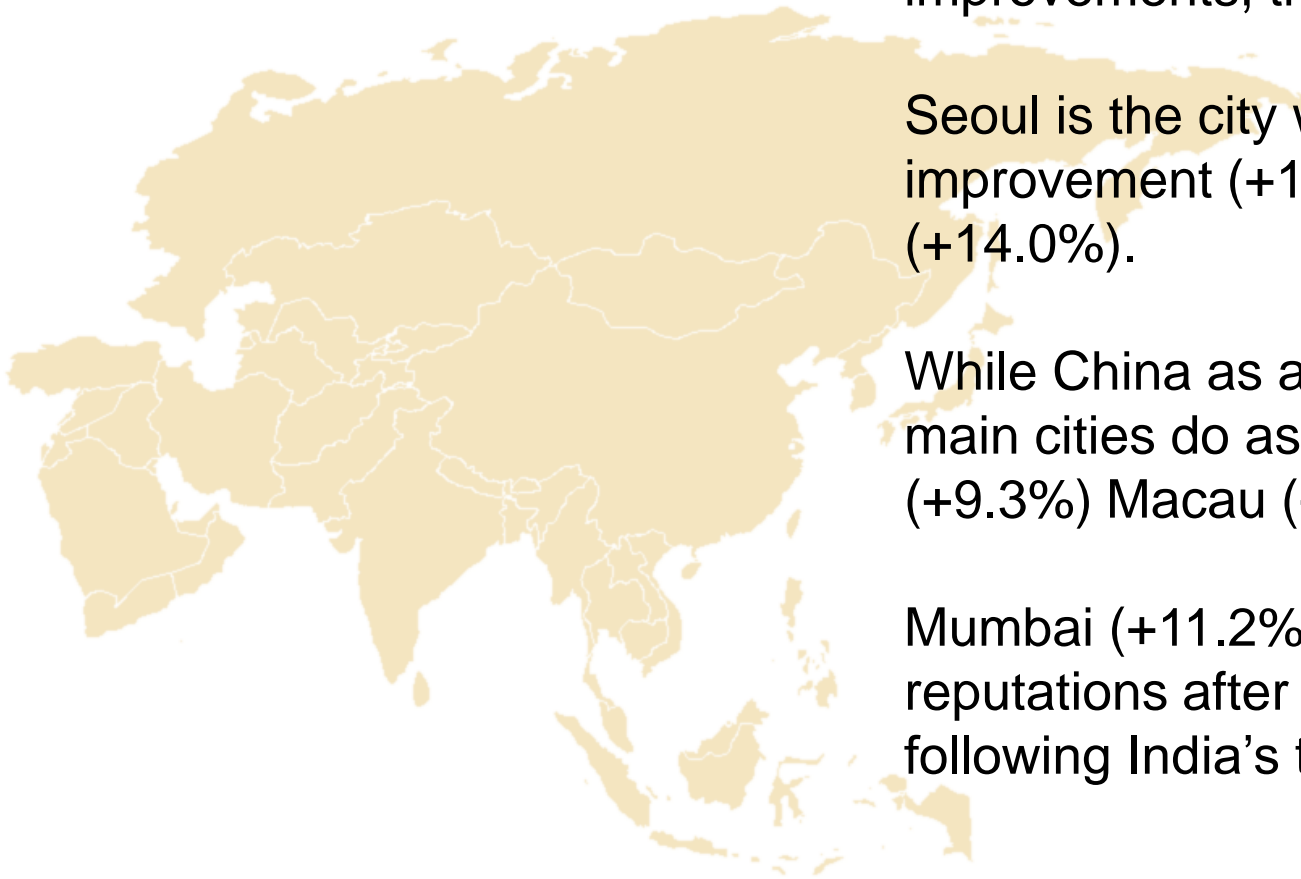 improvements,
Seoul is the city
improvement (+1
(+14.0%).
While China as a
main cities do as
(+9.3%) Macau (
Mumbai (+11.2%
reputations after
following India’s